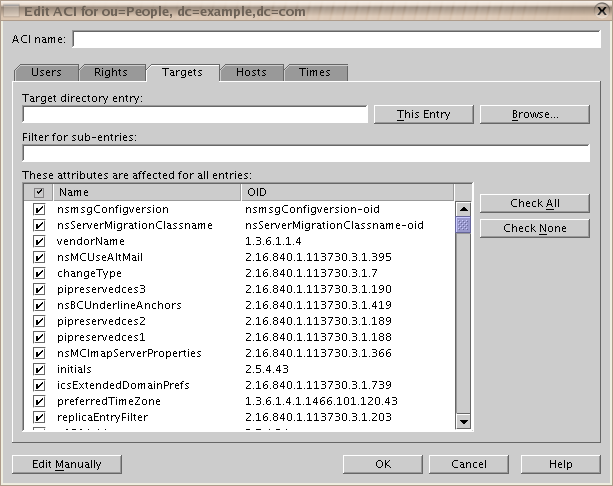 Edit ACI for ou=People, dc=example,dc=com
ACI name:
Users Rights Targets Hosts Times
Target directory entry:
This Entry Browse...
Filter for sub-entries:
These attributes are affected for all entries:
Name OID
nsmsgConfigversion nsmsgConfigversion-oid
nsServerMigrationClassname nsServerMigrationClassname-oid
vendorName 1.3.6.1.1.4
nsMCUseAltMail 2.16.840.1.113730.3.1.395
changeType 2.16.840.1.113730.3.1.7
pipreservedces3 2.16.840.1.113730.3.1.190
nsBCUnderlineAnchors 2.16.840.1.113730.3.1.419
pipreservedces2 2.16.840.1.113730.3.1.189
pipreservedces1 2.16.840.1.113730.3.1.188
nsMCImapServerProperties 2.16.840.1.113730.3.1.366
initials 2.5.4.43
icsExtendedDomainPrefs 2.16.840.1.113730.3.1.739
preferredTimeZone 1.3.6.1.4.1.1466.101.120.43
replicaEntryFilter 2.16.840.1.113730.3.1.203
Check All
Check None
Edit Manually OK Cancel Help